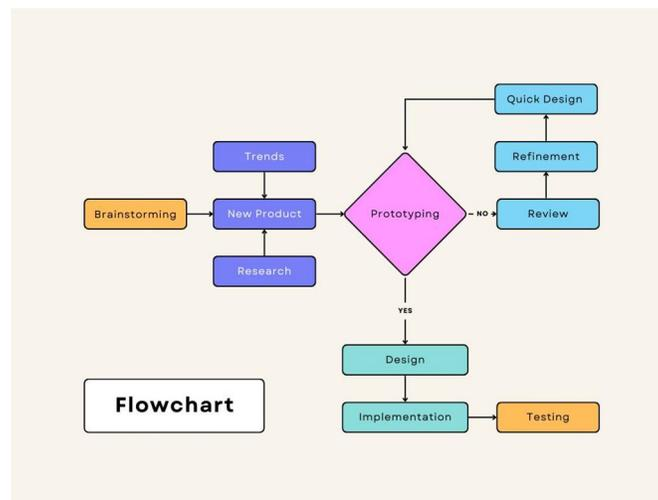 Quick Design
Trends
Refinement
Brainstorming
New Product
Prototyping
NO
Review
Research
YES
Design
Flowchart
Implementation
Testing